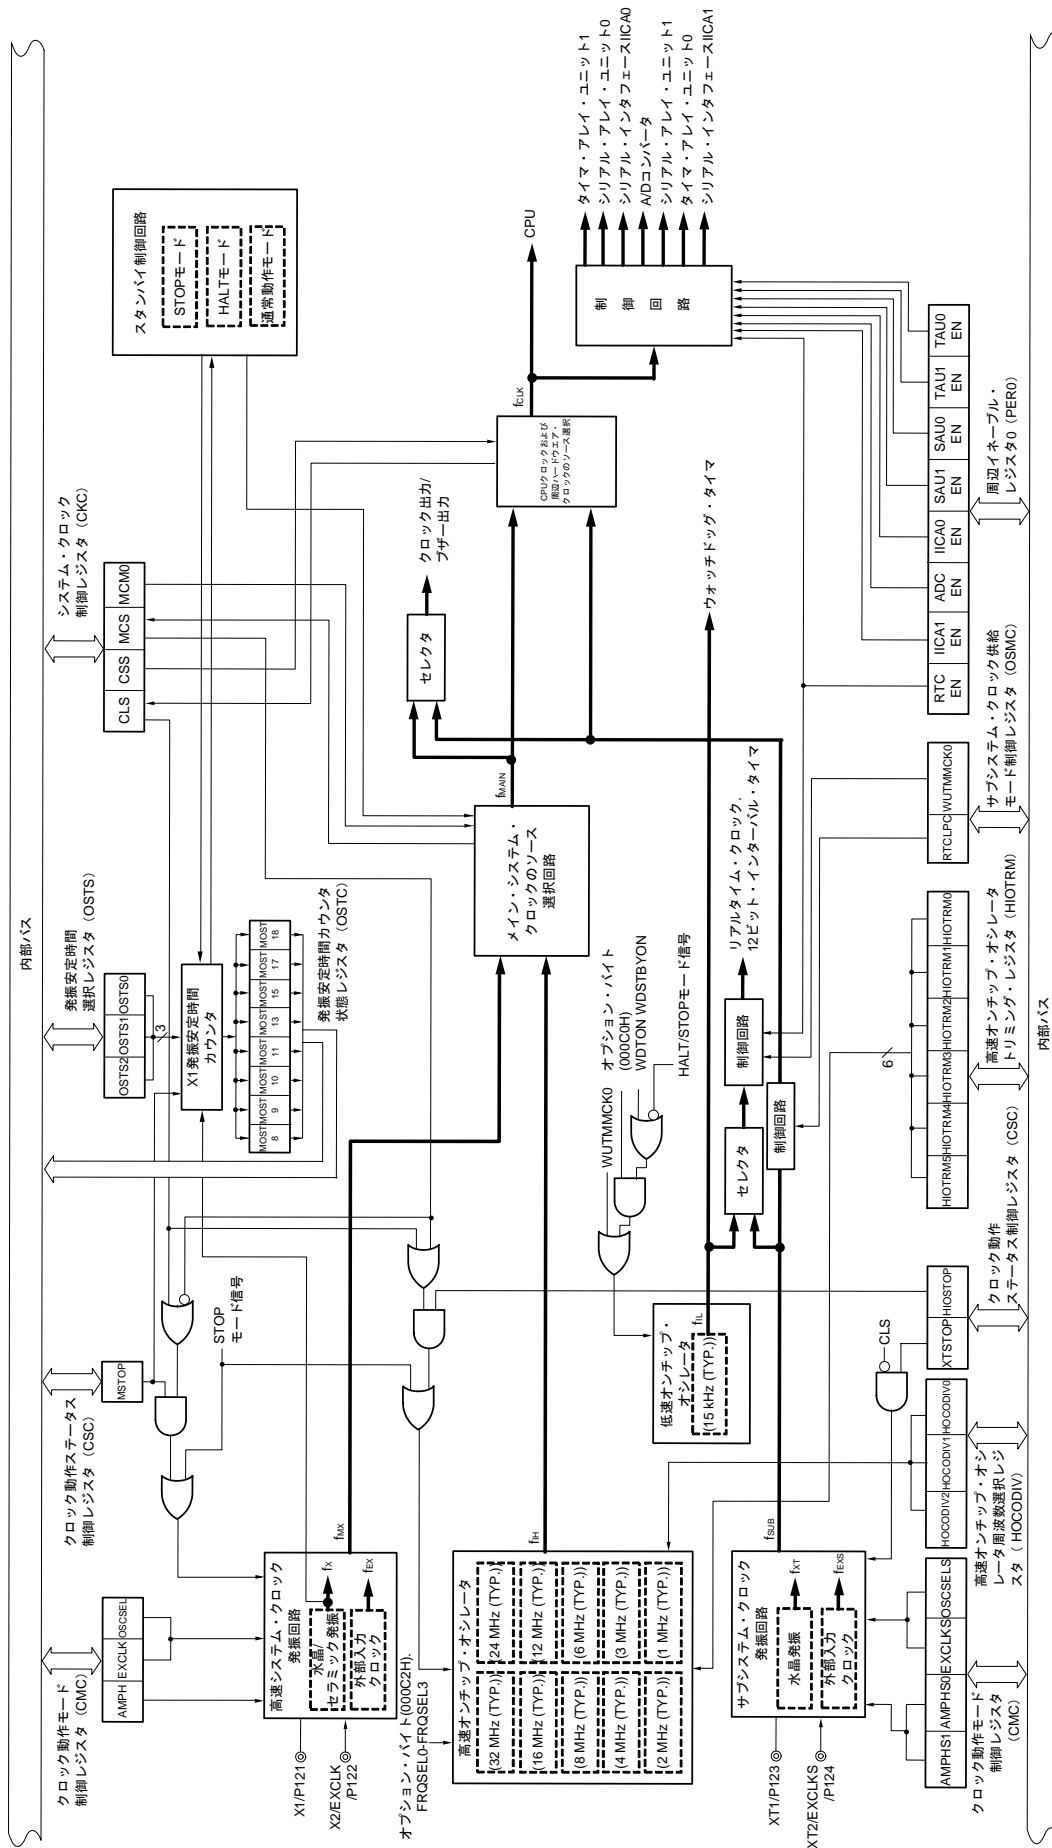 内部バス
クロック動作モード
制御レジスタ（CMC）
AMPH
EXCLK
OSCSEL
クロック動作ステータス
制御レジスタ（CSC）
MSTOP
発振安定時間
選択レジスタ（OSTS）
OSTS2
OSTS1
OSTS0
3
システム・クロック
制御レジスタ（CKC）
CLS
CSS
MCS
MCM0
X1発振安定時間
カウンタ
MOST
8
MOST
9
MOST
10
MOST
11
MOST
13
MOST
15
MOST
17
MOST
18
発振安定時間カウンタ
状態レジスタ（OSTC）
スタンバイ制御回路
STOPモード
HALTモード
通常動作モード
STOP
モード信号
X1/P121
X2/EXCLK
/P122
高速システム・クロック
発振回路
水晶/
セラミック発振
fX
外部入力
クロック
fEX
fMX
オプション・バイト(000C2H)
FRQSEL0-FRQSEL3
高速オンチップ・オシレータ
(32 MHz (TYP.))
(24 MHz (TYP.))
(16 MHz (TYP.))
(12 MHz (TYP.))
(8 MHz (TYP.))
(6 MHz (TYP.))
(4 MHz (TYP.))
(3 MHz (TYP.))
(2 MHz (TYP.))
(1 MHz (TYP.))
fIH
メイン・システム・
クロックのソース
選択回路
fMAIN
セレクタ
クロック出力/
ブザー出力
CPUクロックおよび
周辺ハードウエア・
クロックのソース選択
fCLK
CPU
制御回路
タイマ・アレイ・ユニット1
シリアル・アレイ・ユニット0
シリアル・インタフェースIICA0
A/Dコンバータ
シリアル・アレイ・ユニット1
タイマ・アレイ・ユニット0
シリアル・インタフェースIICA1
WUTMMCK0
オプション・バイト
(000C0H)
WDTON WDSTBYON
HALT/STOPモード信号
低速オンチップ・
オシレータ
(15 kHz (TYP.))
fIL
ウォッチドッグ・タイマ
セレクタ
制御回路
リアルタイム・クロック,
12ビット・インターバル・タイマ
制御回路
XT1/P123
XT2/EXCLKS
/P124
サブシステム・クロック
発振回路
水晶発振
fXT
外部入力
クロック
fEXS
fSUB
CLS
6
AMPHS1
AMPHS0
EXCLKS
OSCSELS
クロック動作モード
制御レジスタ
（CMC）
HOCODIV2
HOCODIV1
HOCODIV0
高速オンチップ・オシ
レータ周波数選択レジ
スタ（ HOCODIV）
XTSTOP
HIOSTOP
クロック動作
ステータス制御レジスタ（CSC）
HIOTRM5
HIOTRM4
HIOTRM3
HIOTRM2
HIOTRM1
HIOTRM0
高速オンチップ・オシレータ
トリミング・レジスタ（HIOTRM）
RTCLPC
WUTMMCK0
サブシステム・クロック供給
モード制御レジスタ（OSMC）
RTC
EN
IICA1
EN
ADC
EN
IICA0
EN
SAU1
EN
SAU0
EN
TAU1
EN
TAU0
EN
周辺イネーブル・
レジスタ0（PER0）
内部バス